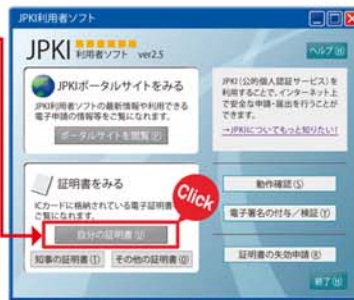 JPKI利用者ソフト
JPKI 利用者ソフト ver2.5
ヘルプ(H)
JPKIポータルサイトをみる
JPKI利用者ソフトの最新情報や利用できる
電子申請の情報等をご覧になれます。
ポータルサイトを閲覧(P)
JPKI(公的個人認証サービス)を
利用することで、インターネット上
で安全な申請・届出を行うことが
できます。
→JPKIについてもっと知りたい!
証明書をみる
ICカードに格納されている電子証明書
ご覧になれます。
Click
自分の証明書(U)
知事の証明書(T)
その他の証明書(O)
動作確認(S)
電子署名の付与/検証(Y)
証明書の失効申請(R)
終了(X)